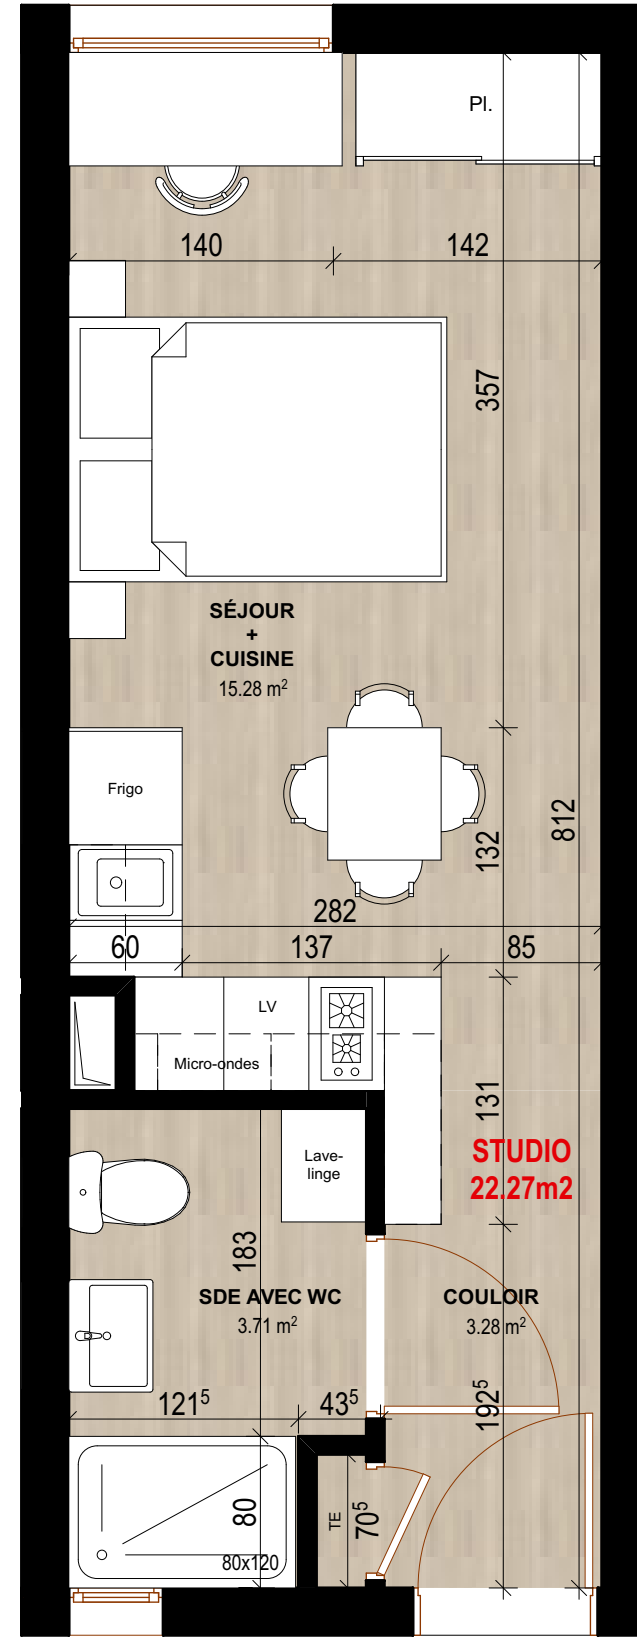 Pl.
140
142
357
SÉJOUR
+
CUISINE
15.28 m²
Frigo
132
812
282
60
137
85
LV
Micro-ondes
131
STUDIO
22.27m2
Lave-
linge
183
SDE AVEC WC
3.71 m²
COULOIR
3.28 m²
121⁵
43⁵
192⁵
80
TE
70⁵
80x120